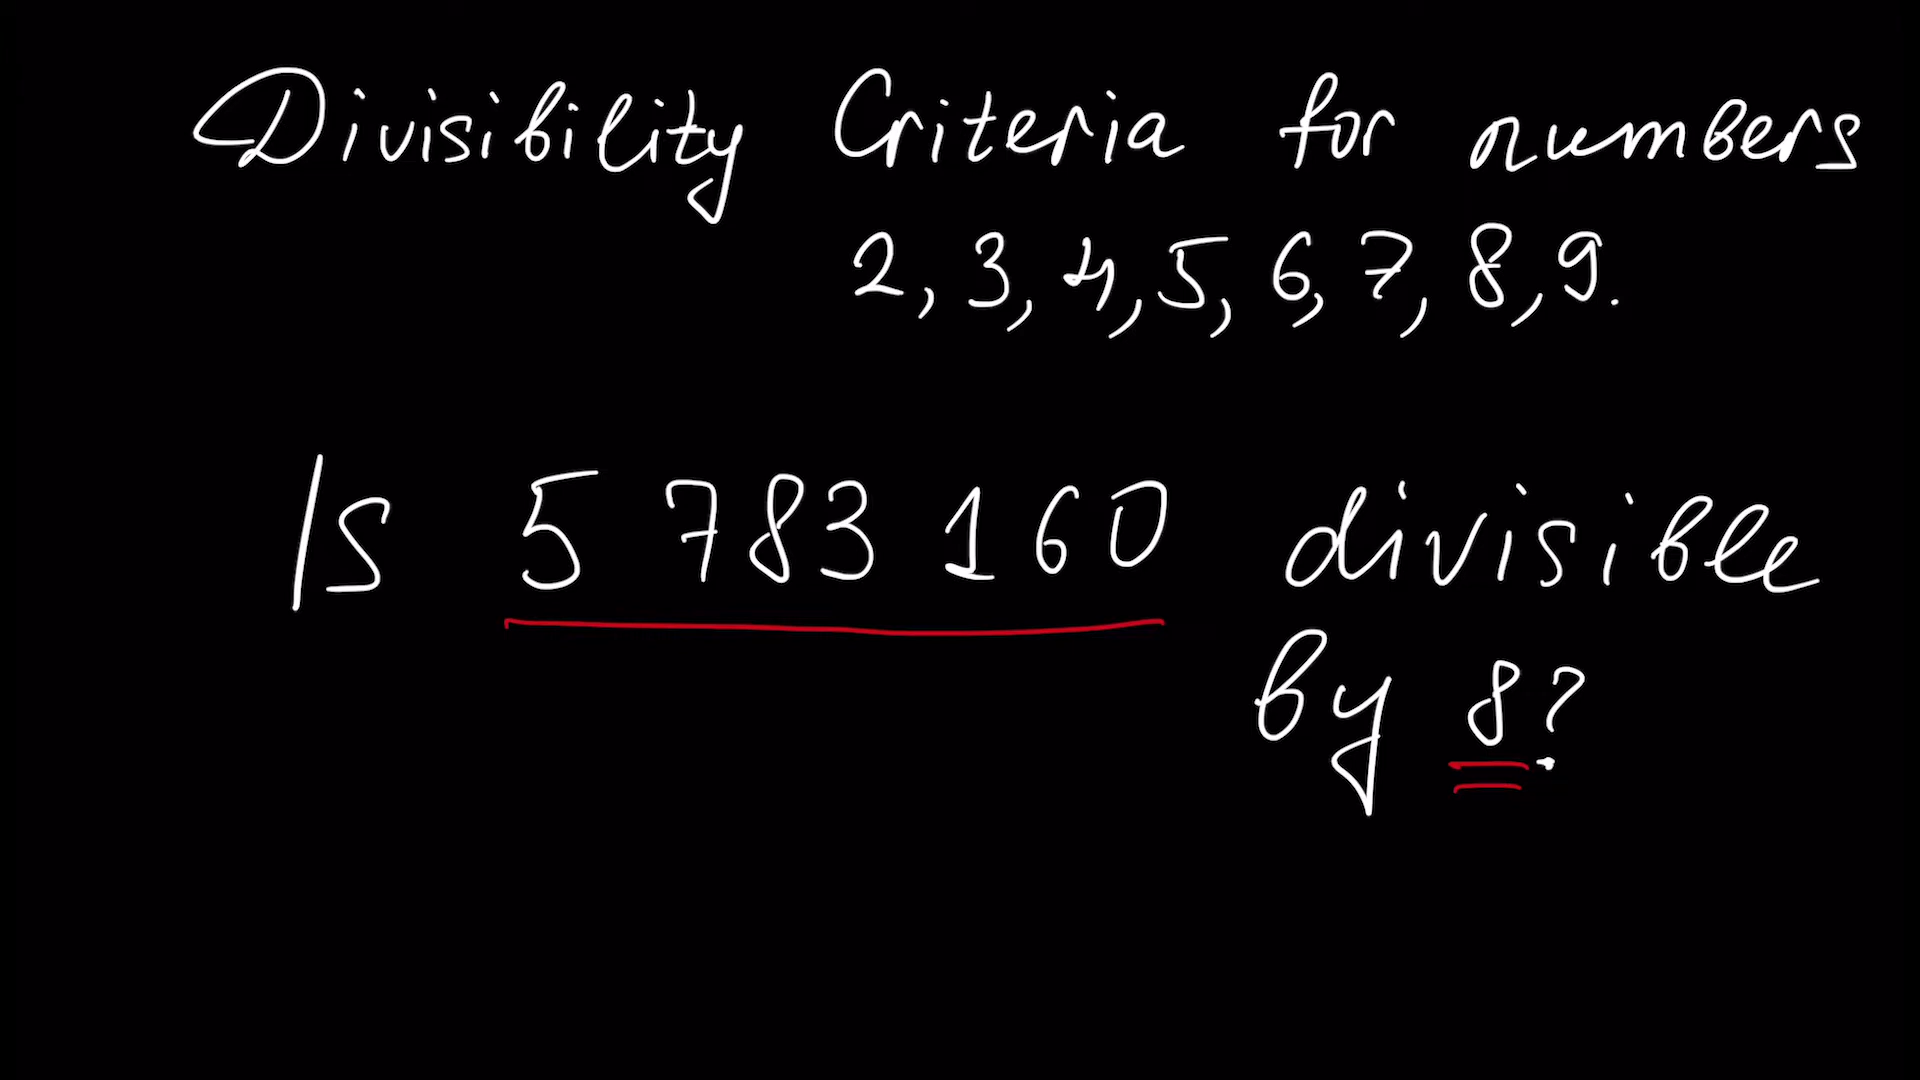 Divisibility Criteria for numbers
2, 3, 4, 5, 6, 7, 8, 9.
Is 5 783 160 divisible
by 8?